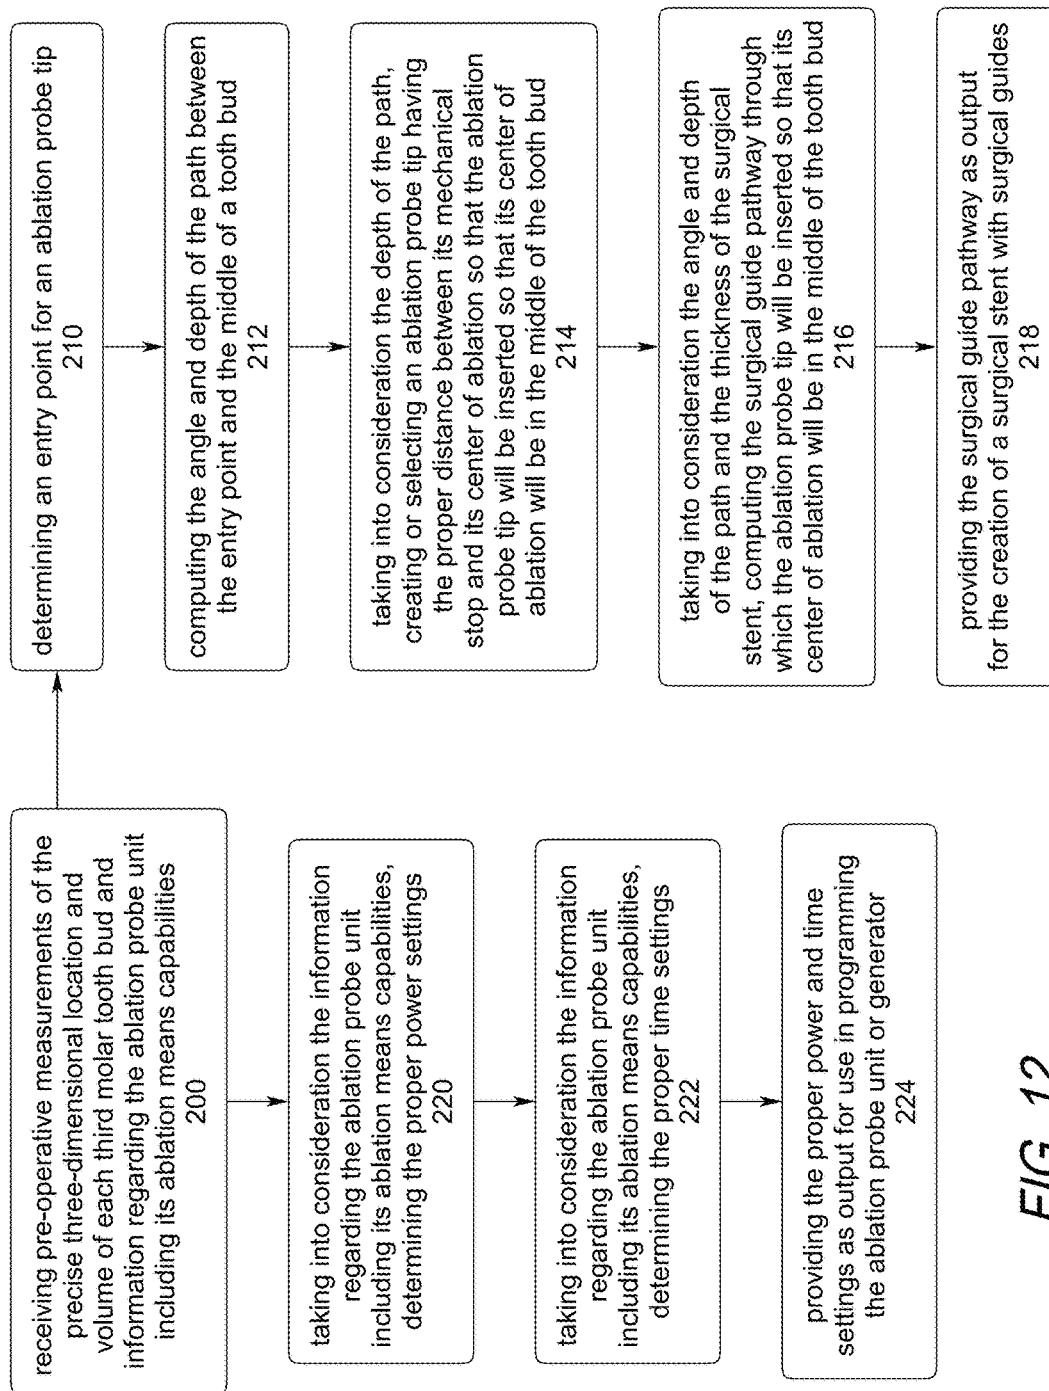 receiving pre-operative measurements of the
precise three-dimensional location and
volume of each third molar tooth bud and
information regarding the ablation probe unit
including its ablation means capabilities
200
taking into consideration the information
regarding the ablation probe unit
including its ablation means capabilities,
determining the proper power settings
220
taking into consideration the information
regarding the ablation probe unit
including its ablation means capabilities,
determining the proper time settings
222
providing the proper power and time
settings as output for use in programming
the ablation probe unit or generator
224
determining an entry point for an ablation probe tip
210
computing the angle and depth of the path between
the entry point and the middle of a tooth bud
212
taking into consideration the depth of the path,
creating or selecting an ablation probe tip having
the proper distance between its mechanical
stop and its center of ablation so that the ablation
probe tip will be inserted so that its center of
ablation will be in the middle of the tooth bud
214
taking into consideration the angle and depth
of the path and the thickness of the surgical
stent, computing the surgical guide pathway through
which the ablation probe tip will be inserted so that its
center of ablation will be in the middle of the tooth bud
216
providing the surgical guide pathway as output
for the creation of a surgical stent with surgical guides
218
FIG. 12